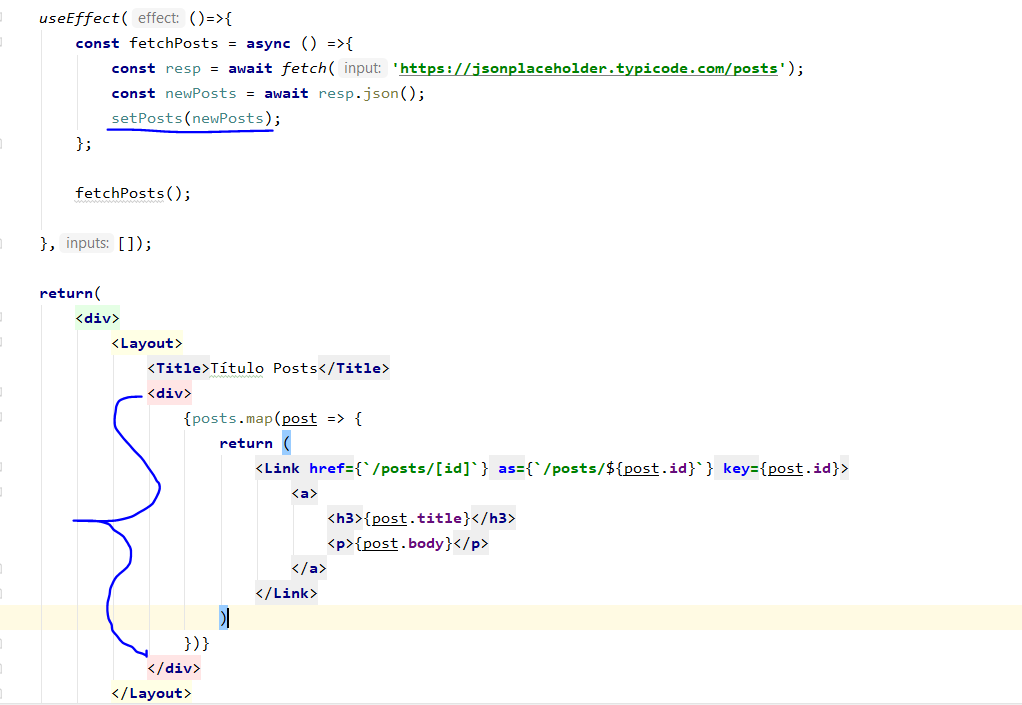 useEffect( effect: ()=>{
const fetchPosts = async () =>{
const resp = await fetch( input: 'https://jsonplaceholder.typicode.com/posts');
const newPosts = await resp.json();
setPosts(newPosts);
};
fetchPosts();
}, inputs: []);
return(
<div>
<Layout>
<Title>Título Posts</Title>
<div>
{posts.map(post => {
return (
<Link href={`/posts/[id]`} as={`/posts/${post.id}`} key={post.id}>
<a>
<h3>{post.title}</h3>
<p>{post.body}</p>
</a>
</Link>
)
})}
</div>
</Layout>